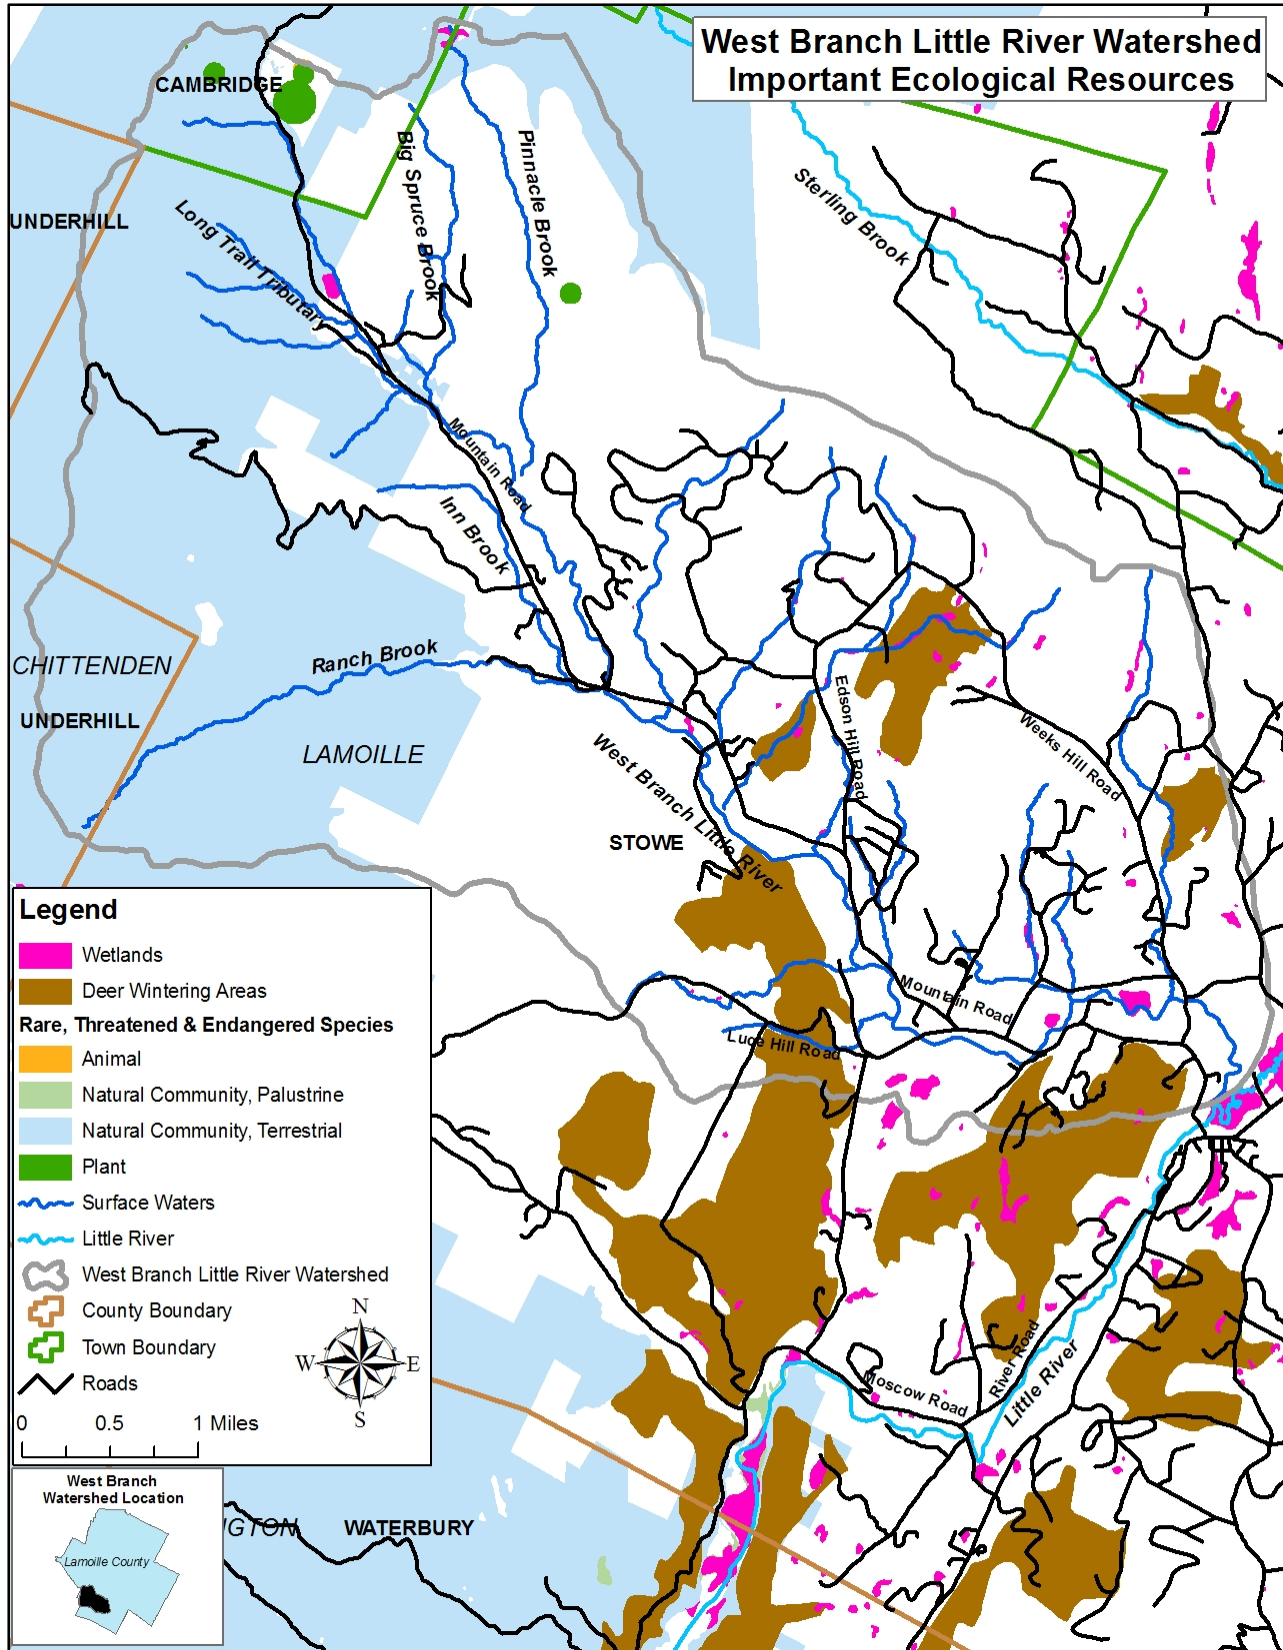 West Branch Little River Watershed
Important Ecological Resources
CAMBRIDGE
UNDERHILL
Long Trail Tributary
Big Spruce Brook
Pinnacle Brook
Sterling Brook
Mountain Road
Inn Brook
Ranch Brook
CHITTENDEN
UNDERHILL
LAMOILLE
West Branch Little River
STOWE
Edson Hill Road
Weeks Hill Road
Mountain Road
Luce Hill Road
River Road
Little River
Moscow Road
Legend
Wetlands
Deer Wintering Areas
Rare, Threatened & Endangered Species
Animal
Natural Community, Palustrine
Natural Community, Terrestrial
Plant
Surface Waters
Little River
West Branch Little River Watershed
County Boundary
Town Boundary
Roads
N
W
E
S
0 0.5 1 Miles
West Branch
Watershed Location
Lamoille County
IGTON
WATERBURY